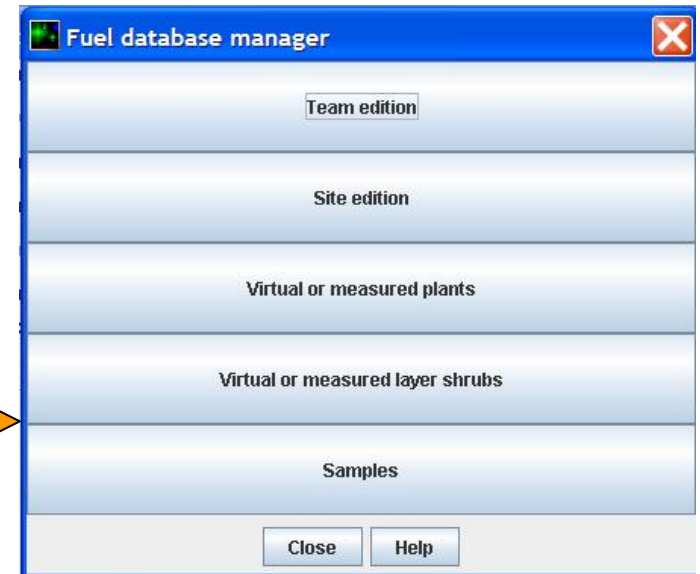 Fuel database manager
Team edition
Site edition
Virtual or measured plants
Virtual or measured layer shrubs
Samples
Close Help